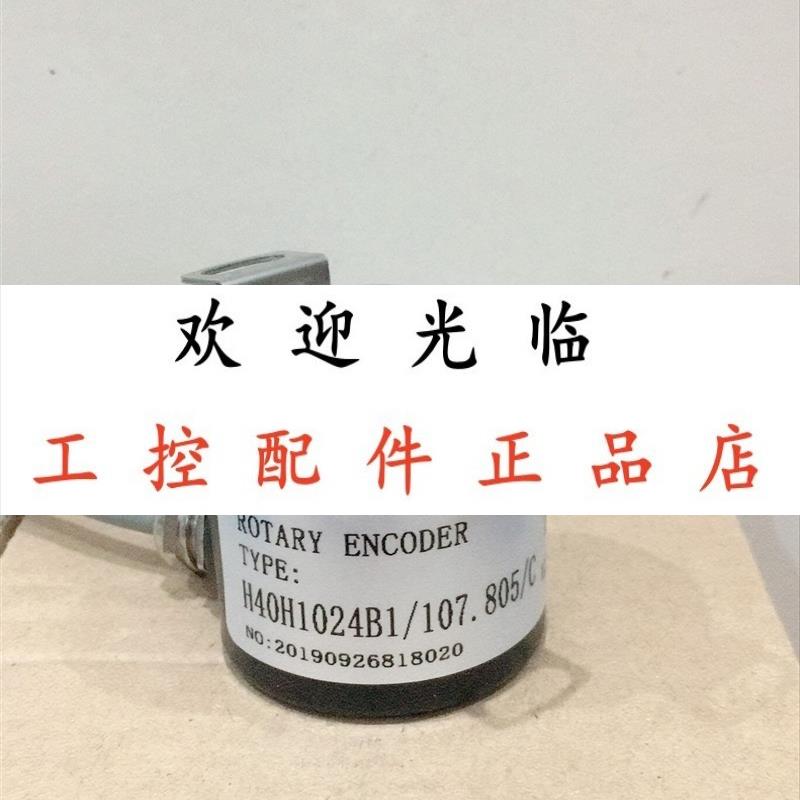 欢迎光临
工控配件正品店
ROTARY ENCODER
TYPE:
H40H1024B1/107.805/C
NO:20190926818020